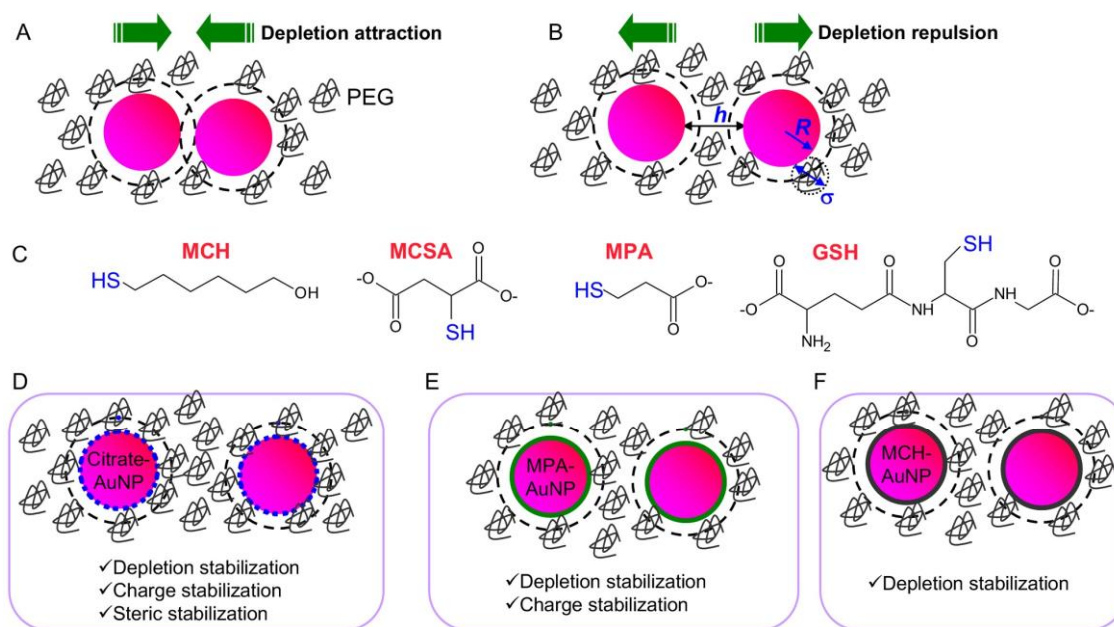 A
Depletion attraction
PEG
B
Depletion repulsion
h
R
σ
C
MCH
HS
OH
MCSA
-O
O
O
O-
SH
MPA
HS
O
O-
GSH
SH
O
-O
NH₂
O
NH
O
NH
O
O-
D
Citrate-
AuNP
✓Depletion stabilization
✓Charge stabilization
✓Steric stabilization
E
MPA-
AuNP
✓Depletion stabilization
✓Charge stabilization
F
MCH-
AuNP
✓Depletion stabilization